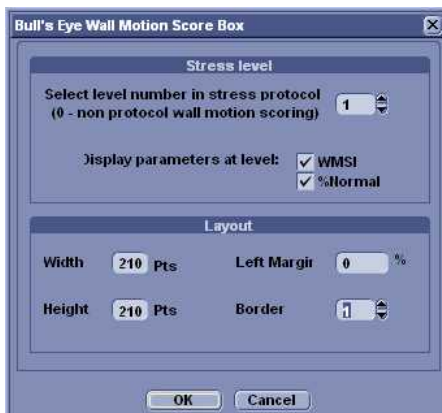 Bull's Eye Wall Motion Score Box
Stress level
Select level number in stress protocol 1
(0 - non protocol wall motion scoring)
Display parameters at level: WMSI
%Normal
Layout
Width 210 Pts Left Margin 0 %
Height 210 Pts Border 1
OK Cancel